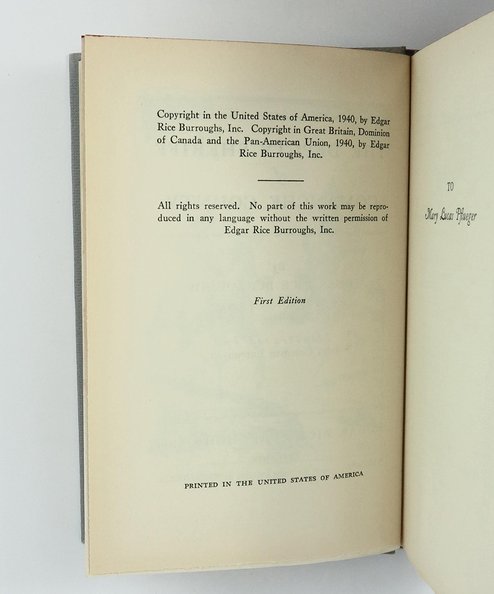 Copyright in the United States of America, 1940, by Edgar
Rice Burroughs, Inc. Copyright in Great Britain, Dominion
of Canada and the Pan-American Union, 1940, by Edgar
Rice Burroughs, Inc.
All rights reserved. No part of this work may be repro-
duced in any language without the written permission of
Edgar Rice Burroughs, Inc.
First Edition
PRINTED IN THE UNITED STATES OF AMERICA
TO
Mary Lucas Pflueger